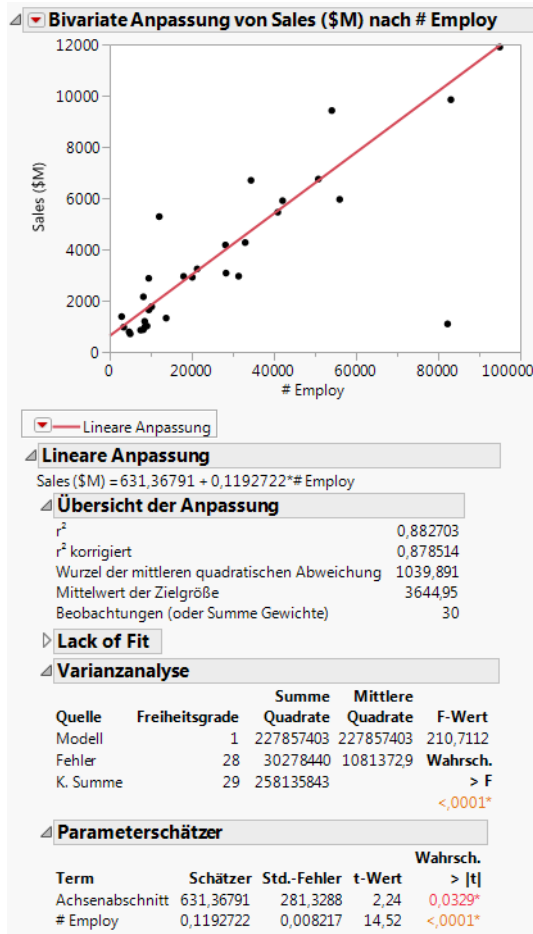 Bivariate Anpassung von Sales ($M) nach # Employ
12000
10000
8000
6000
4000
2000
0
Sales ($M)
0 20000 40000 60000 80000 100000
# Employ
Lineare Anpassung
Lineare Anpassung
Sales ($M) = 631,36791 + 0,1192722*# Employ
Übersicht der Anpassung
r² 0,882703
r² korrigiert 0,878514
Wurzel der mittleren quadratischen Abweichung 1039,891
Mittelwert der Zielgröße 3644,95
Beobachtungen (oder Summe Gewichte) 30
Lack of Fit
Varianzanalyse
Summe Mittlere
Quelle Freiheitsgrade Quadrate Quadrate F-Wert
Modell 1 227857403 227857403 210,7112
Fehler 28 30278440 1081372,9 Wahrsch.
K. Summe 29 258135843 > F
<,0001*
Parameterschätzer
Wahrsch.
Term Schätzer Std.-Fehler t-Wert > |t|
Achsenabschnitt 631,36791 281,3288 2,24 0,0329*
# Employ 0,1192722 0,008217 14,52 <,0001*